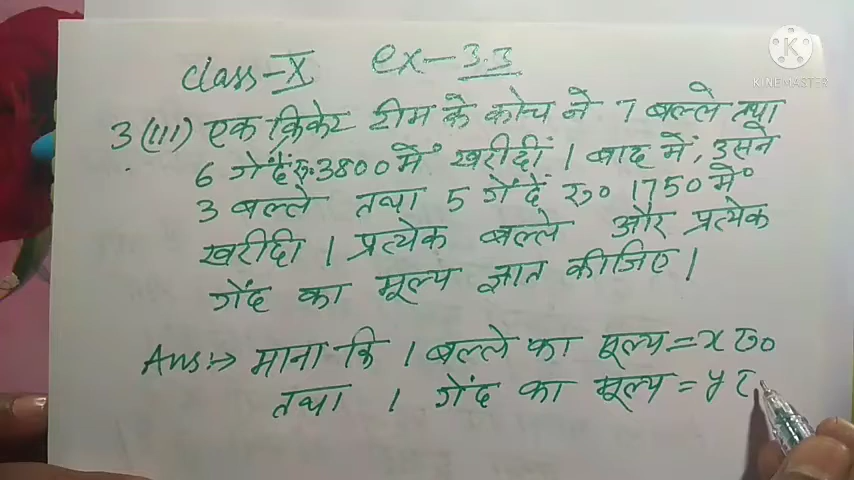 class-X ex-3.3
KINEMASTER
3(111) एक क्रिकेट टीम के कोच ने 7 बल्ले तथा
6 गेंदें रु.3800 में खरीदीं। बाद में, उसने
3 बल्ले तथा 5 गेंदें रु० 1750 में
खरीदी। प्रत्येक बल्ले और प्रत्येक
गेंद का मूल्य ज्ञात कीजिए।
Ans:→ माना कि 1 बल्ले का मूल्य = x रु०
तथा 1 गेंद का मूल्य = y र